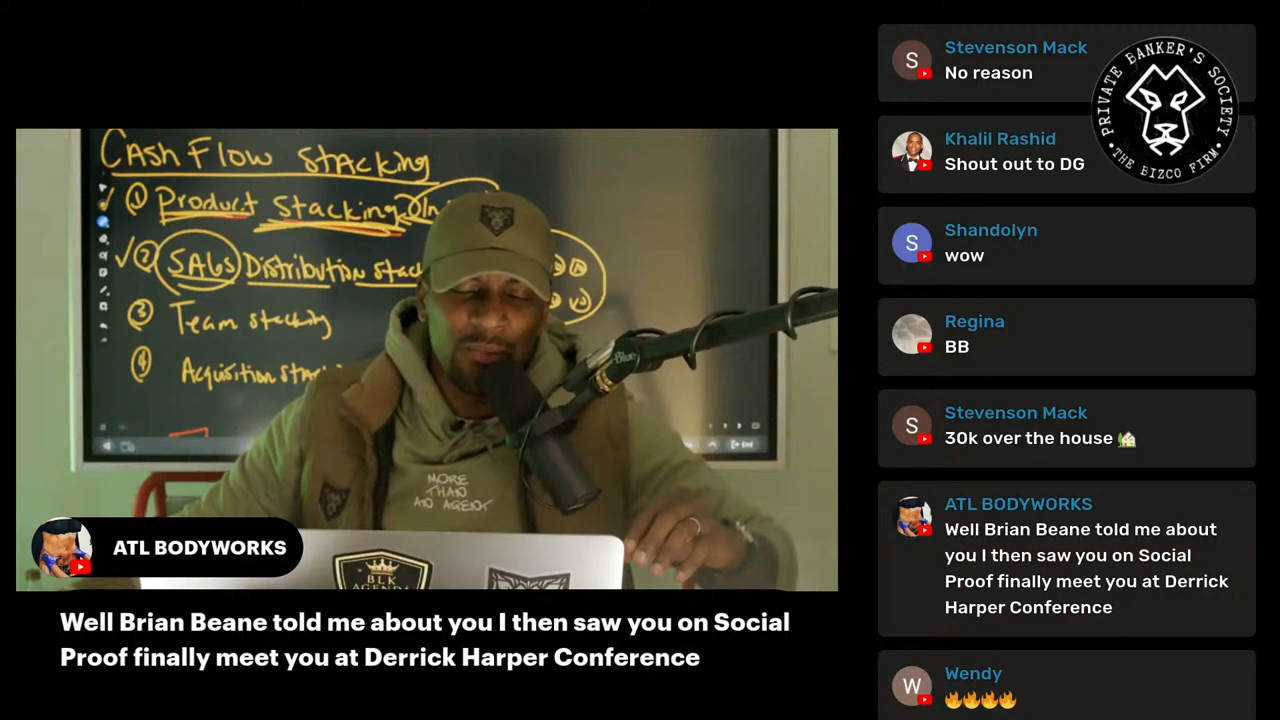 CASH FLOW STACKING
① Product Stacking
② SALES Distribution
③ Team stacking
④ Acquisition
End
Blue
MORE
THAN
AN AGENT
BLK
AGENDA
ATL BODYWORKS
Well Brian Beane told me about you I then saw you on Social
Proof finally meet you at Derrick Harper Conference
PRIVATE BANKER'S SOCIETY
• THE BIZCO FIRM •
S
Stevenson Mack
No reason
Khalil Rashid
Shout out to DG
S
Shandolyn
wow
Regina
BB
S
Stevenson Mack
30k over the house 🏡
ATL BODYWORKS
Well Brian Beane told me about
you I then saw you on Social
Proof finally meet you at Derrick
Harper Conference
W
Wendy
🔥🔥🔥🔥